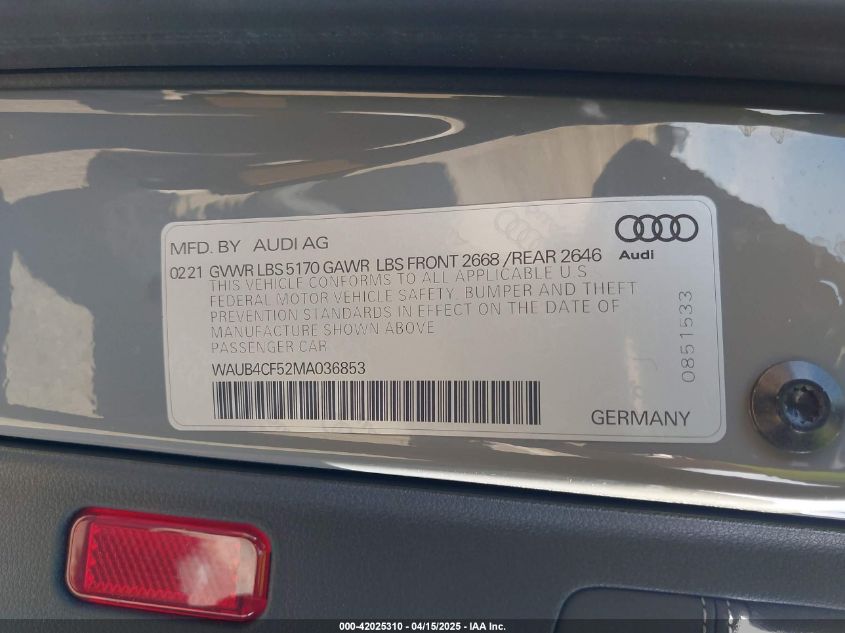 MFD. BY AUDI AG
Audi
0221 GVWR LBS 5170 GAWR LBS FRONT 2668 /REAR 2646
THIS VEHICLE CONFORMS TO ALL APPLICABLE U S
FEDERAL MOTOR VEHICLE SAFETY, BUMPER AND THEFT
PREVENTION STANDARDS IN EFFECT ON THE DATE OF
MANUFACTURE SHOWN ABOVE
PASSENGER CAR
WAUB4CF52MA036853
GERMANY
0851533
000-42025310 - 04/15/2025 - IAA Inc.